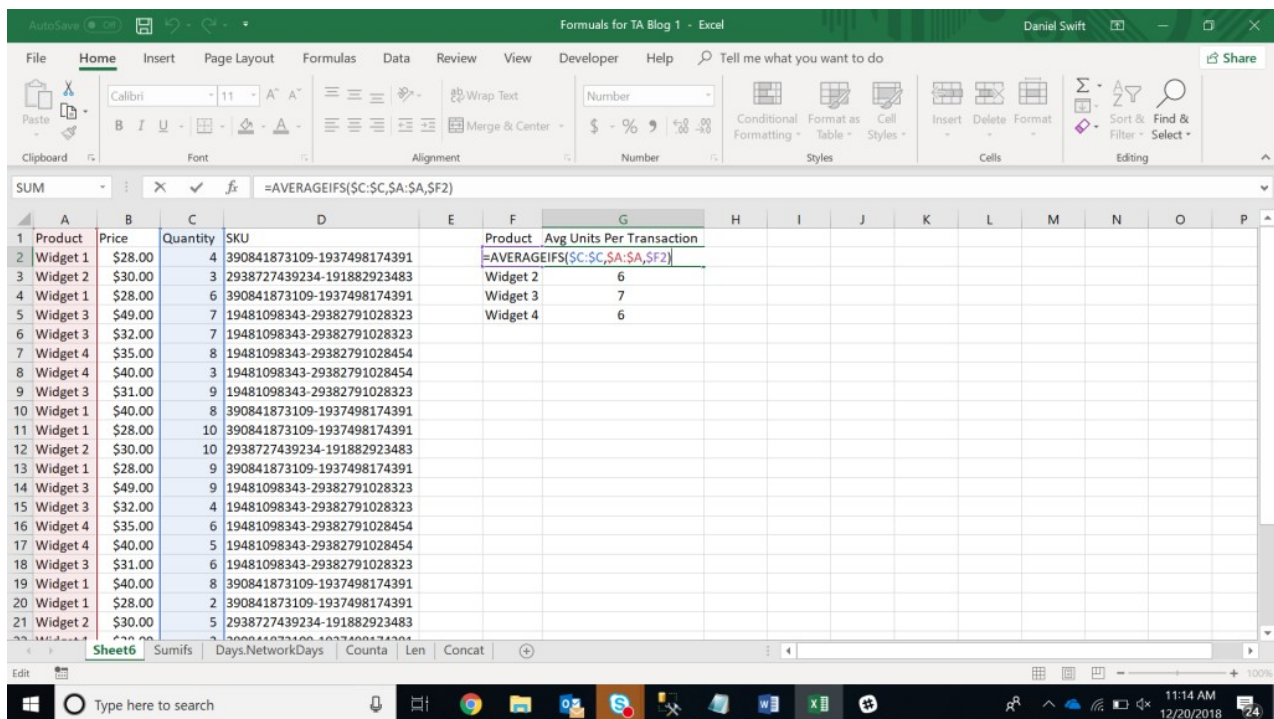 AutoSave Off Formuals for TA Blog 1 - Excel Daniel Swift
File Home Insert Page Layout Formulas Data Review View Developer Help Tell me what you want to do Share
Calibri 11 A A Wrap Text Number Σ
Paste B I U A Merge & Center $ % , Conditional Formatting Format as Table Cell Styles Insert Delete Format Sort & Filter Find & Select
Clipboard Font Alignment Number Styles Cells Editing
SUM fx =AVERAGEIFS($C:$C,$A:$A,$F2)
A B C D E F G H I J K L M N O P
1 Product Price Quantity SKU Product Avg Units Per Transaction
2 Widget 1 $28.00 4 390841873109-1937498174391 =AVERAGEIFS($C:$C,$A:$A,$F2)
3 Widget 2 $30.00 3 2938727439234-191882923483 Widget 2 6
4 Widget 1 $28.00 6 390841873109-1937498174391 Widget 3 7
5 Widget 3 $49.00 7 19481098343-29382791028323 Widget 4 6
6 Widget 3 $32.00 7 19481098343-29382791028323
7 Widget 4 $35.00 8 19481098343-29382791028454
8 Widget 4 $40.00 3 19481098343-29382791028454
9 Widget 3 $31.00 9 19481098343-29382791028323
10 Widget 1 $40.00 8 390841873109-1937498174391
11 Widget 1 $28.00 10 390841873109-1937498174391
12 Widget 2 $30.00 10 2938727439234-191882923483
13 Widget 1 $28.00 9 390841873109-1937498174391
14 Widget 3 $49.00 9 19481098343-29382791028323
15 Widget 3 $32.00 4 19481098343-29382791028323
16 Widget 4 $35.00 6 19481098343-29382791028454
17 Widget 4 $40.00 5 19481098343-29382791028454
18 Widget 3 $31.00 6 19481098343-29382791028323
19 Widget 1 $40.00 8 390841873109-1937498174391
20 Widget 1 $28.00 2 390841873109-1937498174391
21 Widget 2 $30.00 5 2938727439234-191882923483
Sheet6 Sumifs Days.NetworkDays Counta Len Concat
Edit 100%
Type here to search 11:14 AM
12/20/2018 24